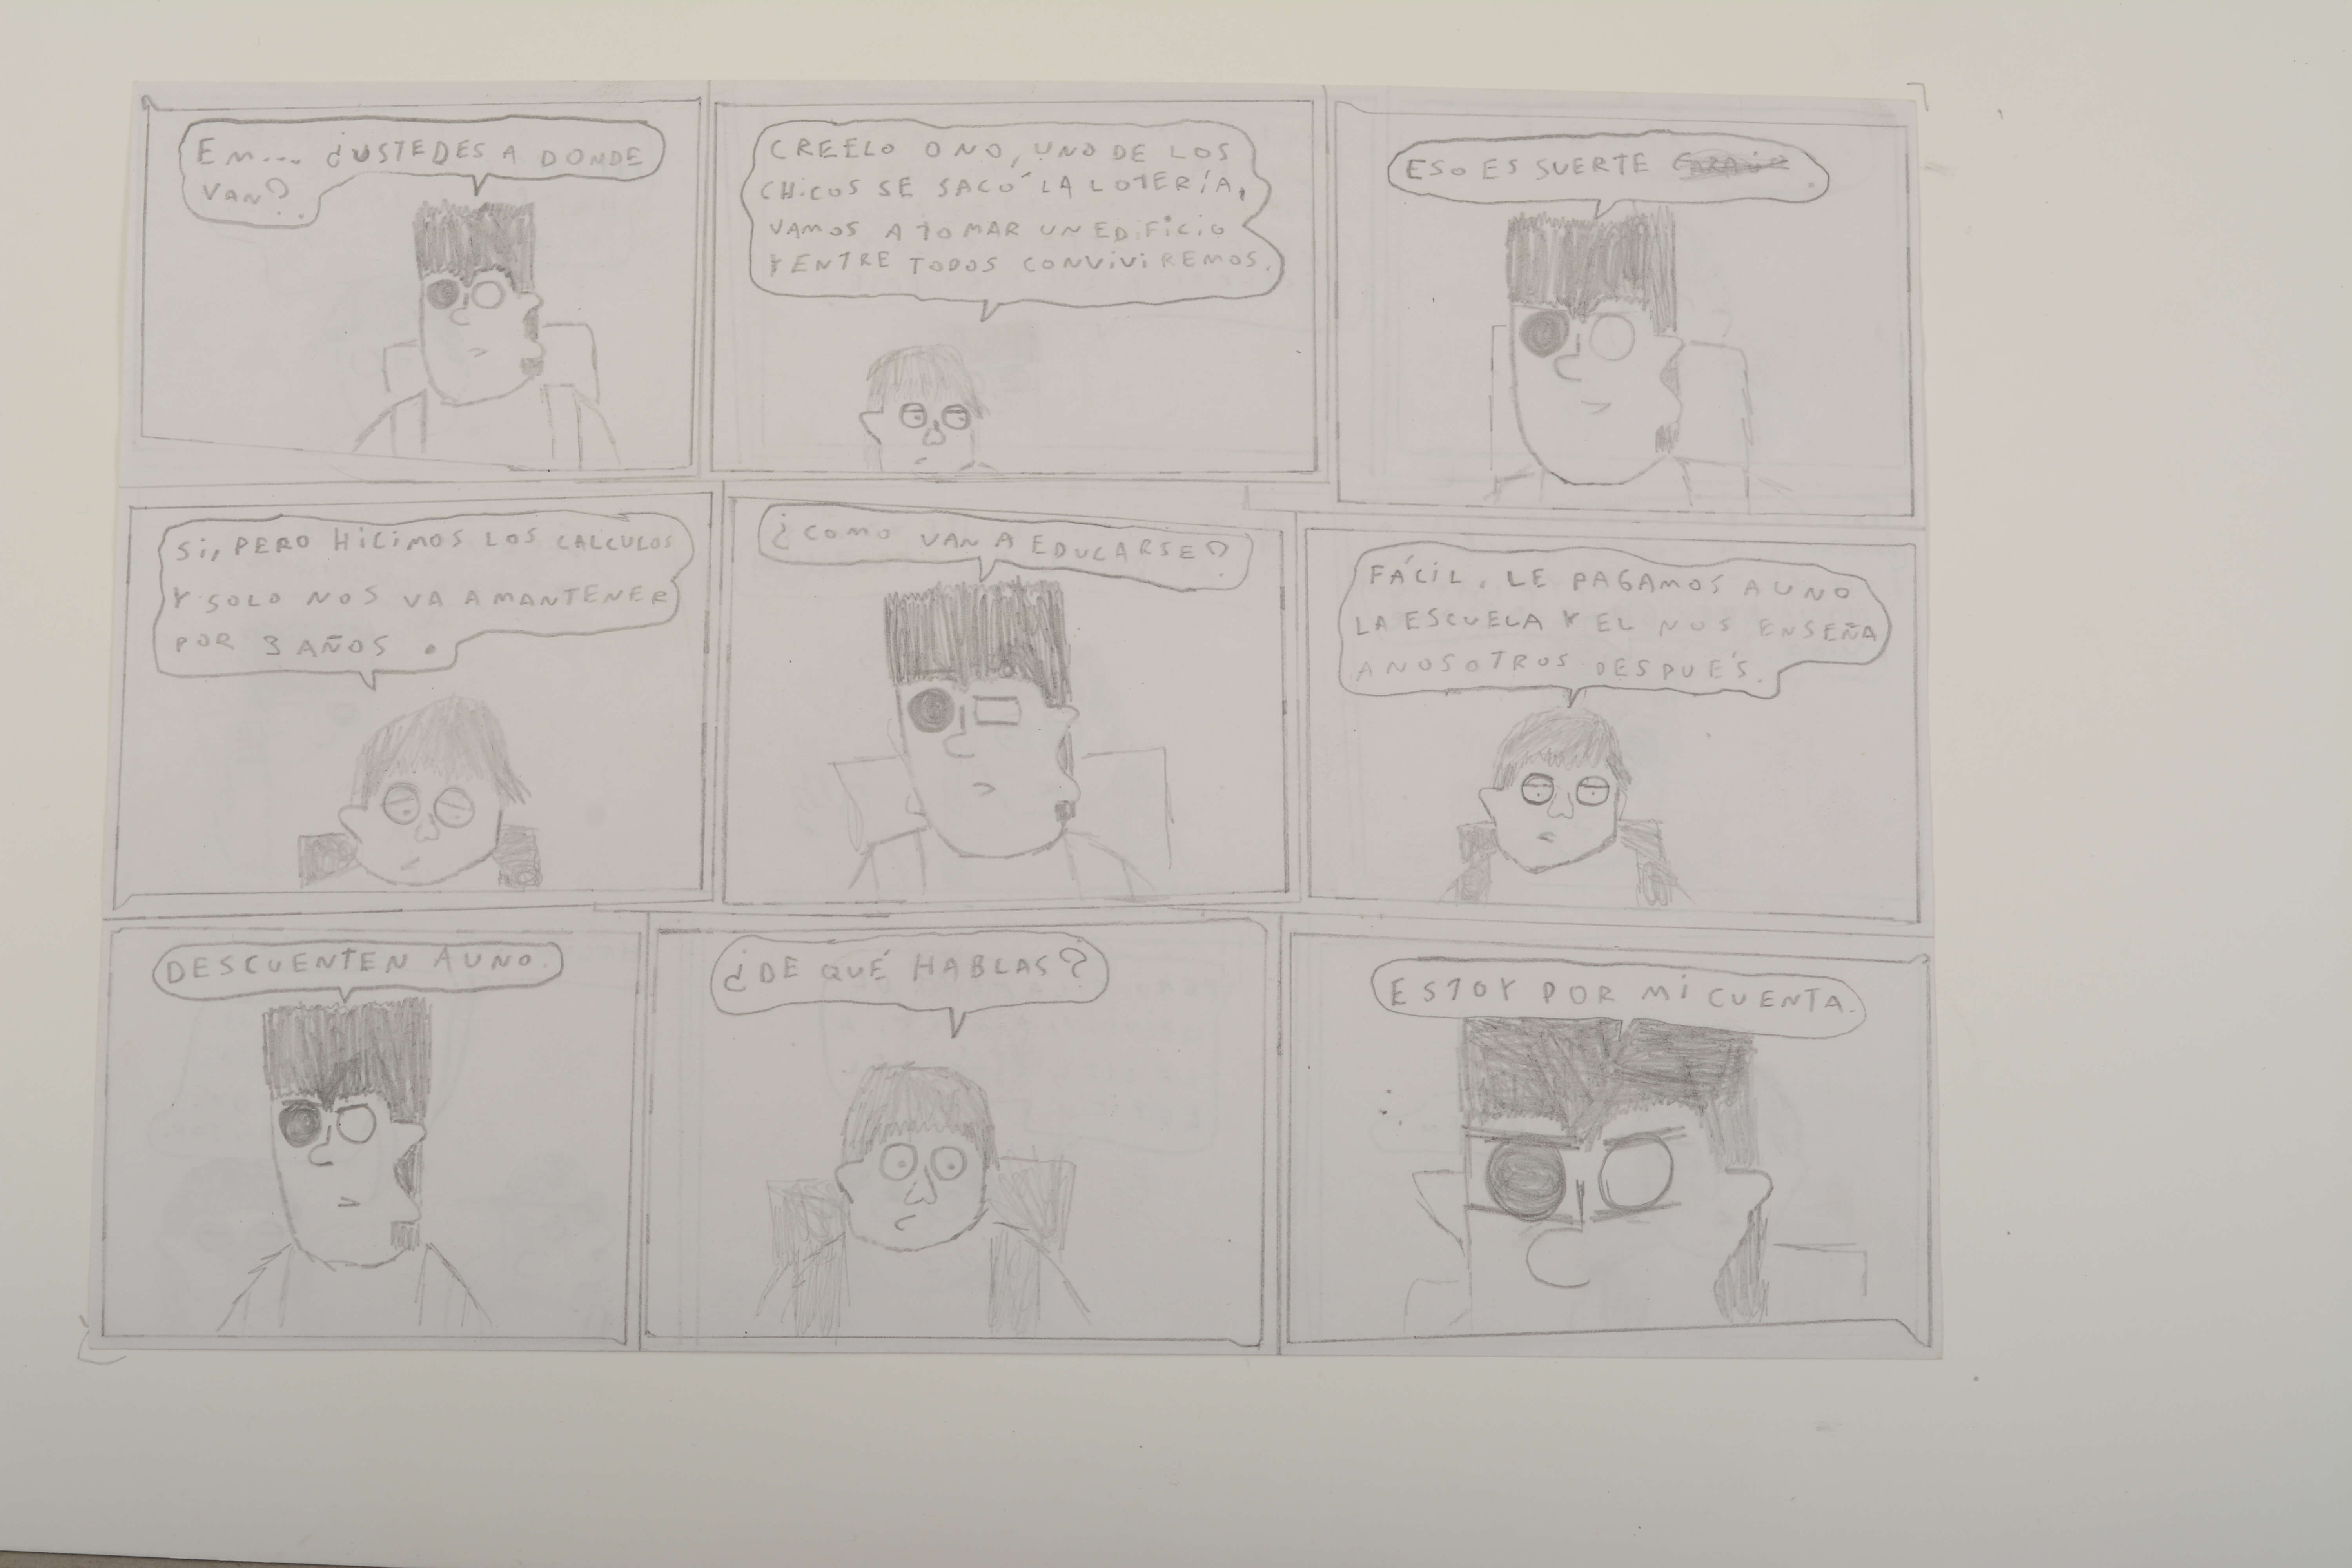 EM... ¿USTEDES A DONDE
VAN?.
CREELO O NO, UNO DE LOS
CHICOS SE SACÓ LA LOTERÍA,
VAMOS A TOMAR UN EDIFICIO
Y ENTRE TODOS CONVIVIREMOS.
ESO ES SUERTE .
SI, PERO HICIMOS LOS CALCULOS
Y SOLO NOS VA A MANTENER
POR 3 AÑOS .
¿COMO VAN A EDUCARSE?
FÁCIL, LE PAGAMOS A UNO
LA ESCUELA Y EL NOS ENSEÑA
A NOSOTROS DESPUÉS.
DESCUENTEN A UNO.
¿DE QUÉ HABLAS?
ESTOY POR MI CUENTA.